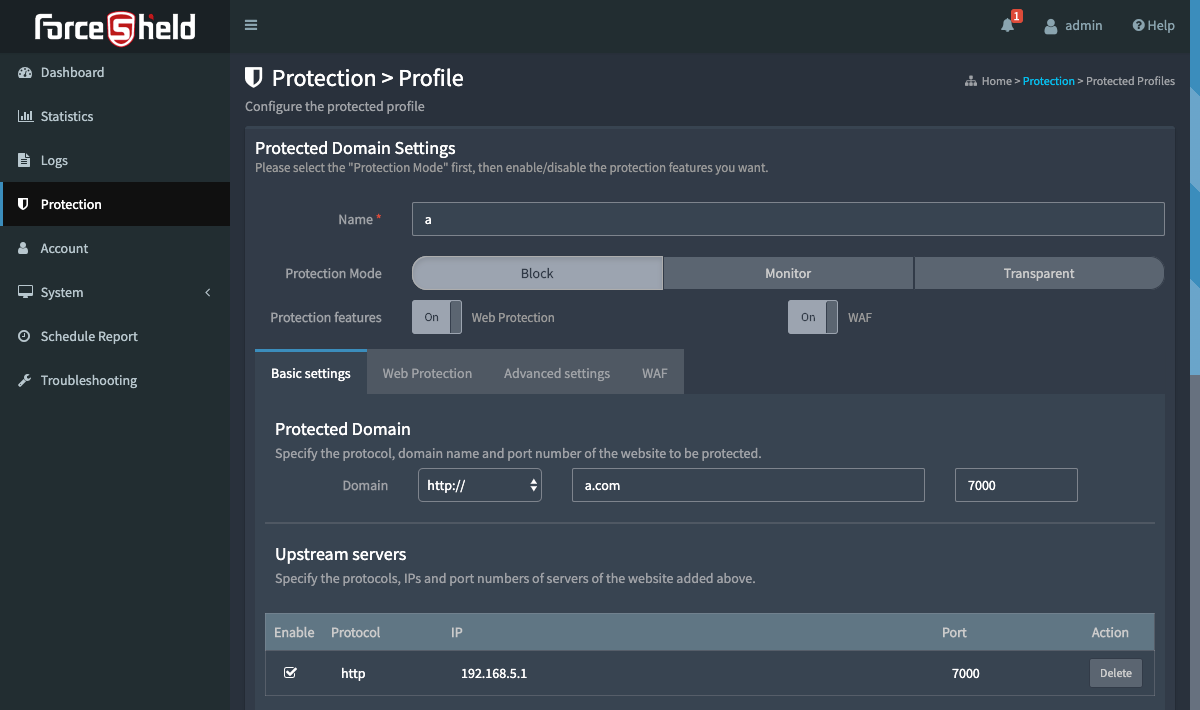 ForceShield
1
admin
Help
Dashboard
Statistics
Logs
Protection
Account
System
Schedule Report
Troubleshooting
Protection > Profile
Home > Protection > Protected Profiles
Configure the protected profile
Protected Domain Settings
Please select the "Protection Mode" first, then enable/disable the protection features you want.
Name * a
Protection Mode Block Monitor Transparent
Protection features On Web Protection On WAF
Basic settings Web Protection Advanced settings WAF
Protected Domain
Specify the protocol, domain name and port number of the website to be protected.
Domain http:// a.com 7000
Upstream servers
Specify the protocols, IPs and port numbers of servers of the website added above.
Enable Protocol IP Port Action
http 192.168.5.1 7000 Delete